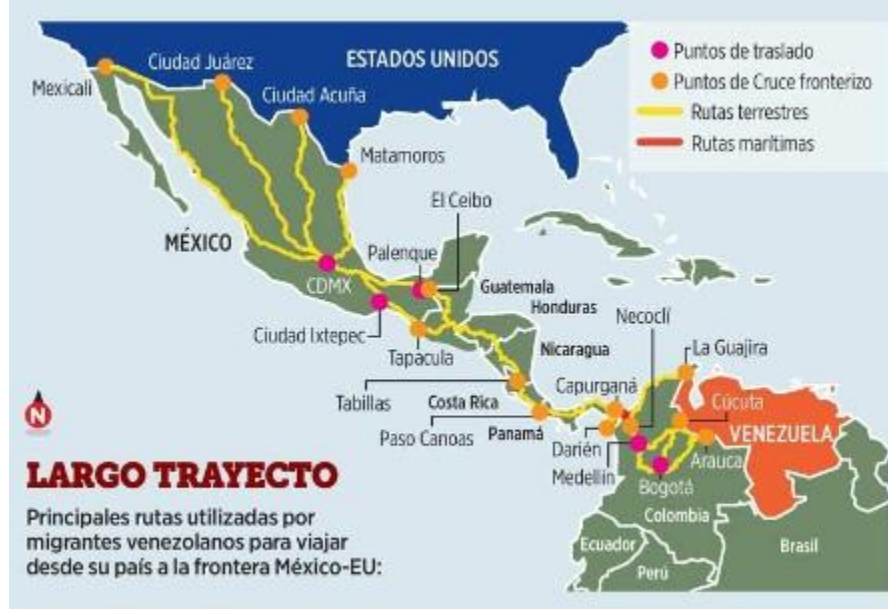 ESTADOS UNIDOS
Puntos de traslado
Puntos de Cruce fronterizo
Rutas terrestres
Rutas marítimas
Mexicali
Ciudad Juárez
Ciudad Acuña
Matamoros
El Ceibo
MÉXICO
Palenque
CDMX
Guatemala
Honduras
Necoclí
Ciudad Ixtepec
Tapacula
Nicaragua
La Guajira
Tabillas
Costa Rica
Capurganá
Cúcuta
Paso Canoas
Panamá
Darién
VENEZUELA
Medellín
Arauca
Bogotá
Colombia
Ecuador
Perú
Brasil
N
LARGO TRAYECTO
Principales rutas utilizadas por
migrantes venezolanos para viajar
desde su país a la frontera México-EU: